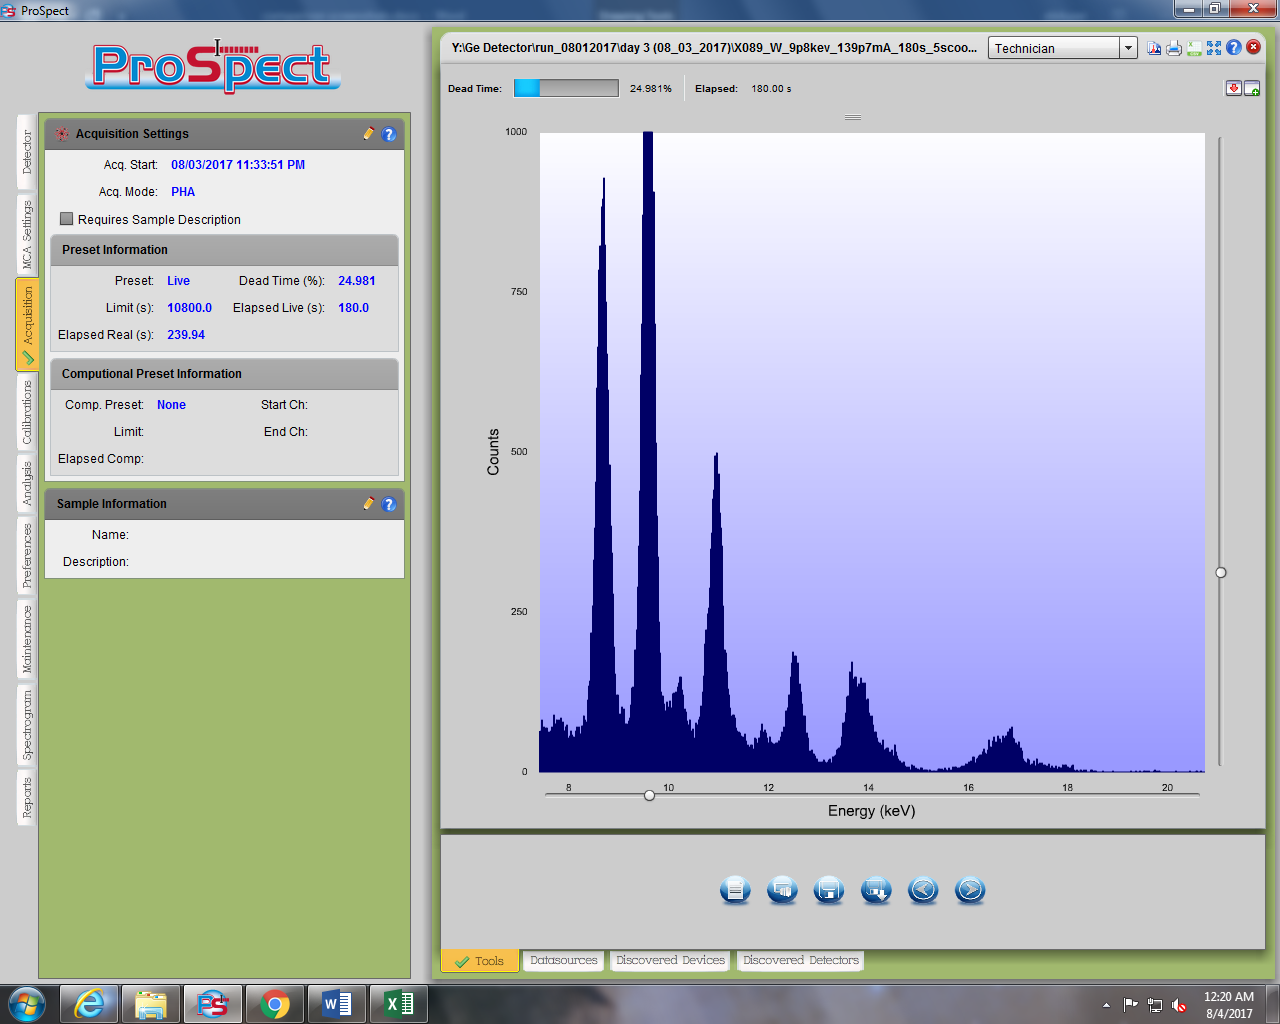 ProSpect
ProSpect
Y:\Ge Detector\run_08012017\day 3 (08_03_2017)\X089_W_9p8kev_139p7mA_180s_5scoo...
Technician
Dead Time:
24.981%
Elapsed:
180.00 s
Detector
MCA Settings
Acquisition
Calibrations
Analysis
Preferences
Maintenance
Spectrogram
Reports
Acquisition Settings
Acq. Start: 08/03/2017 11:33:51 PM
Acq. Mode: PHA
Requires Sample Description
Preset Information
Preset: Live Dead Time (%): 24.981
Limit (s): 10800.0 Elapsed Live (s): 180.0
Elapsed Real (s): 239.94
Computional Preset Information
Comp. Preset: None Start Ch:
Limit: End Ch:
Elapsed Comp:
Sample Information
Name:
Description:
1000
750
500
250
0
Counts
8 10 12 14 16 18 20
Energy (keV)
Tools
Datasources
Discovered Devices
Discovered Detectors
12:20 AM
8/4/2017